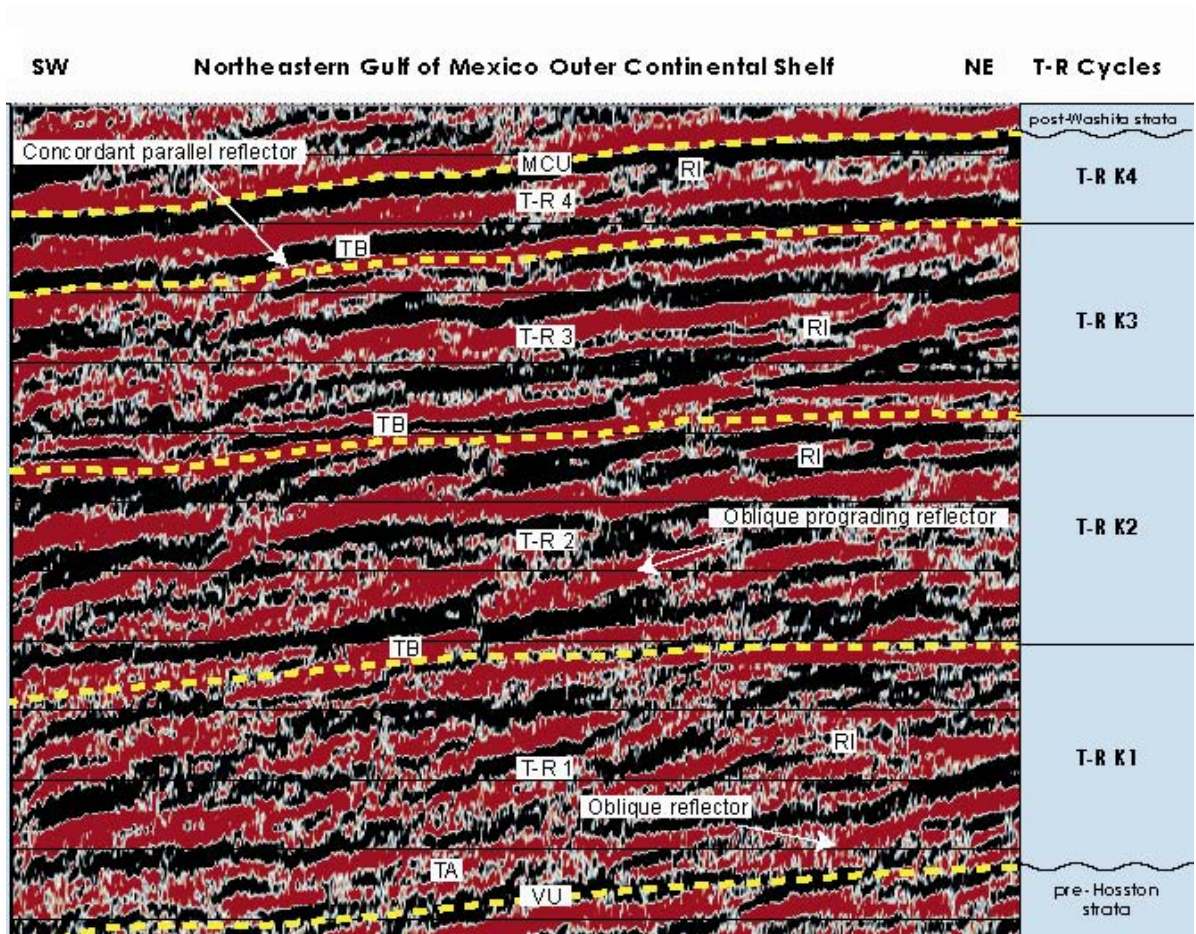 SW Northeastern Gulf of Mexico Outer Continental Shelf NE T-R Cycles
post-Washita strata
Concordant parallel reflector
MCU
RI
T-R K4
T-R 4
TB
T-R 3
RI
T-R K3
TB
RI
Oblique prograding reflector
T-R 2
T-R K2
TB
RI
T-R 1
T-R K1
Oblique reflector
TA
VU
pre-Hosston
strata